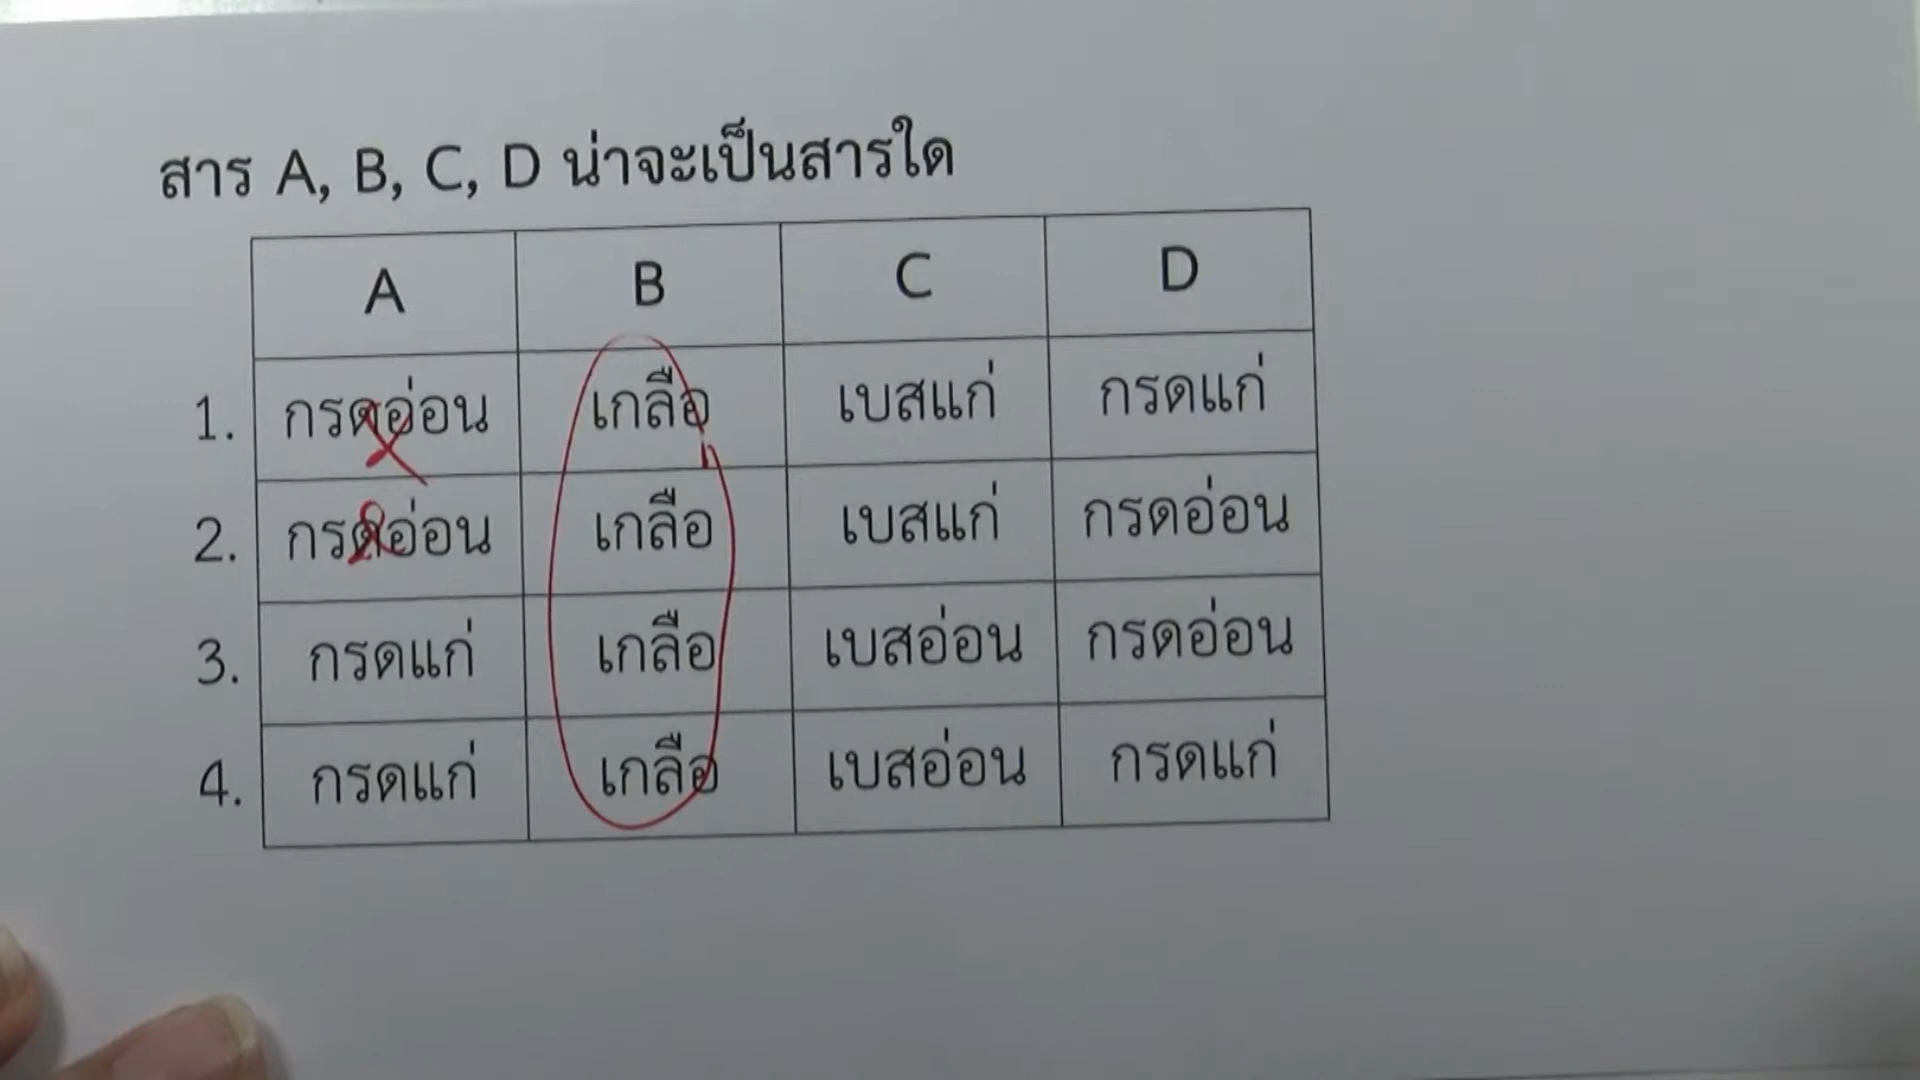 สาร A, B, C, D น่าจะเป็นสารใด
A B C D
1. กรดอ่อน เกลือ เบสแก่ กรดแก่
2. กรดอ่อน เกลือ เบสแก่ กรดอ่อน
3. กรดแก่ เกลือ เบสอ่อน กรดอ่อน
4. กรดแก่ เกลือ เบสอ่อน กรดแก่